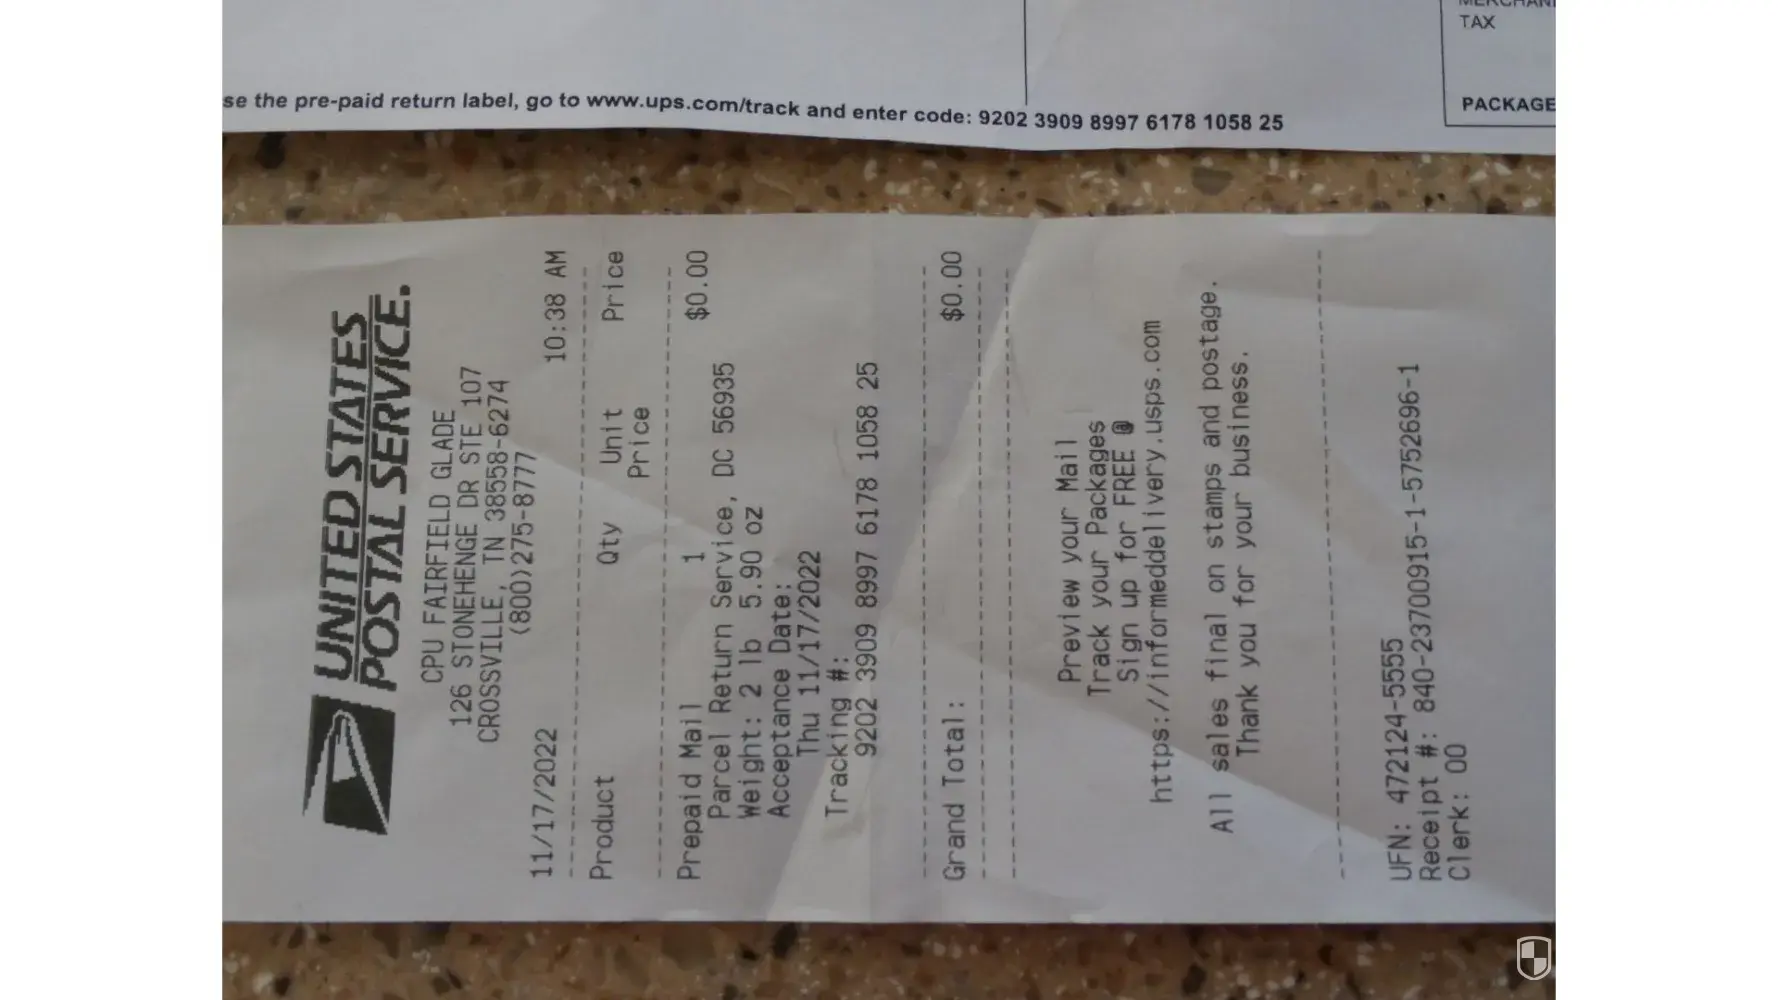 MERCHAN
TAX
PACKAGE
se the pre-paid return label, go to www.ups.com/track and enter code: 9202 3909 8997 6178 1058 25
UNITED STATES
POSTAL SERVICE.
CPU FAIRFIELD GLADE
126 STONEHENGE DR STE 107
CROSSVILLE, TN 38558-6274
(800)275-8777
11/17/2022 10:38 AM
Product Qty Unit Price
Price
Prepaid Mail 1 $0.00
Parcel Return Service, DC 56935
Weight: 2 lb 5.90 oz
Acceptance Date:
Thu 11/17/2022
Tracking #:
9202 3909 8997 6178 1058 25
Grand Total: $0.00
Preview your Mail
Track your Packages
Sign up for FREE @
https://informeddelivery.usps.com
All sales final on stamps and postage.
Thank you for your business.
UFN: 472124-5555
Receipt #: 840-23700915-1-5752696-1
Clerk: 00